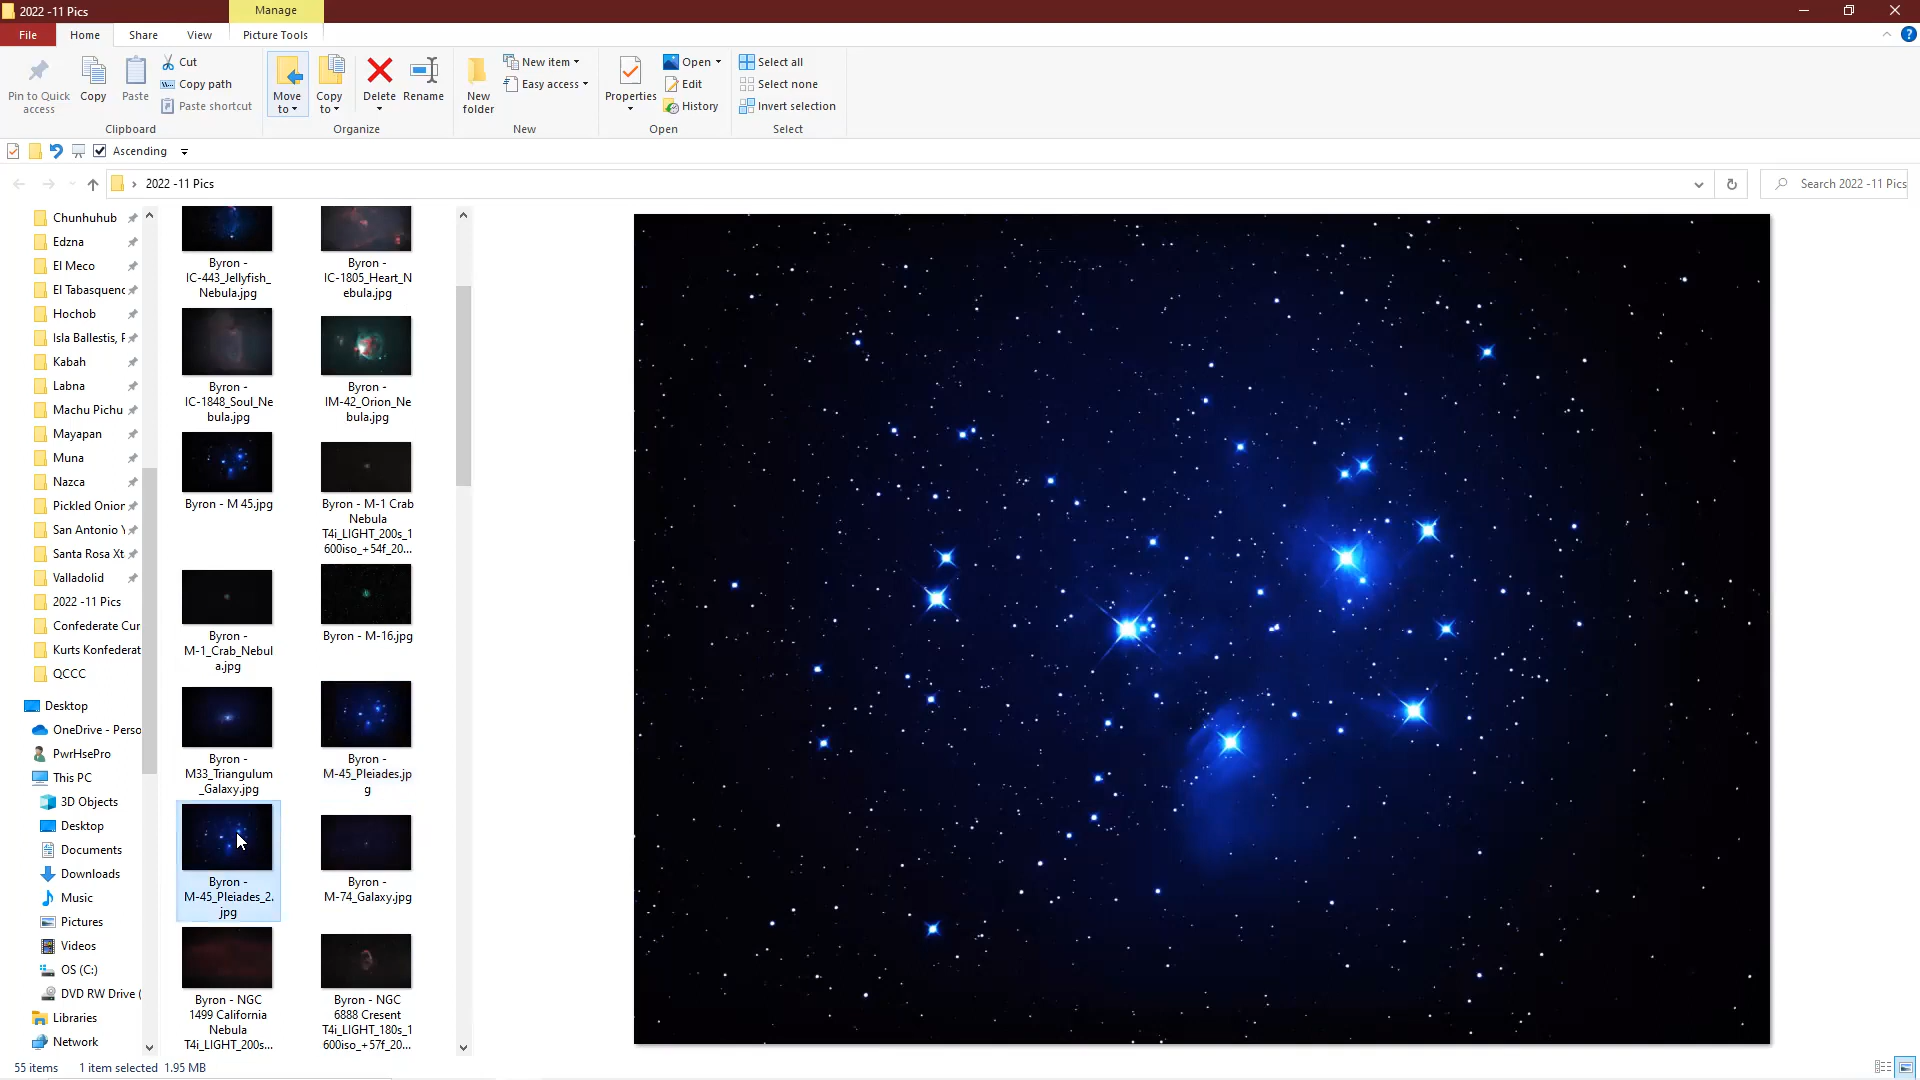 2022 -11 Pics
Manage
File
Home
Share
View
Picture Tools
Pin to Quick
access
Copy
Paste
Cut
Copy path
Paste shortcut
Clipboard
Move
to
Copy
to
Delete
Rename
Organize
New
folder
New item
Easy access
New
Properties
Open
Edit
History
Open
Select all
Select none
Invert selection
Select
Ascending
2022 -11 Pics
Search 2022 -11 Pics
Chunhuhub
Edzna
El Meco
El Tabasquenc
Hochob
Isla Ballestis, F
Kabah
Labna
Machu Pichu
Mayapan
Muna
Nazca
Pickled Onior
San Antonio Y
Santa Rosa Xt
Valladolid
2022 -11 Pics
Confederate Cur
Kurts Konfederat
QCCC
Desktop
OneDrive - Perso
PwrHsePro
This PC
3D Objects
Desktop
Documents
Downloads
Music
Pictures
Videos
OS (C:)
DVD RW Drive (
Libraries
Network
Byron -
IC-443_Jellyfish_
Nebula.jpg
Byron -
IC-1805_Heart_N
ebula.jpg
Byron -
IC-1848_Soul_Ne
bula.jpg
Byron -
IM-42_Orion_Ne
bula.jpg
Byron - M 45.jpg
Byron - M-1 Crab
Nebula
T4i_LIGHT_200s_1
600iso_+54f_20...
Byron -
M-1_Crab_Nebul
a.jpg
Byron - M-16.jpg
Byron -
M33_Triangulum
_Galaxy.jpg
Byron -
M-45_Pleiades.jp
g
Byron -
M-45_Pleiades_2.
jpg
Byron -
M-74_Galaxy.jpg
Byron - NGC
1499 California
Nebula
T4i_LIGHT_200s...
Byron - NGC
6888 Cresent
T4i_LIGHT_180s_1
600iso_+57f_20...
55 items
1 item selected 1.95 MB